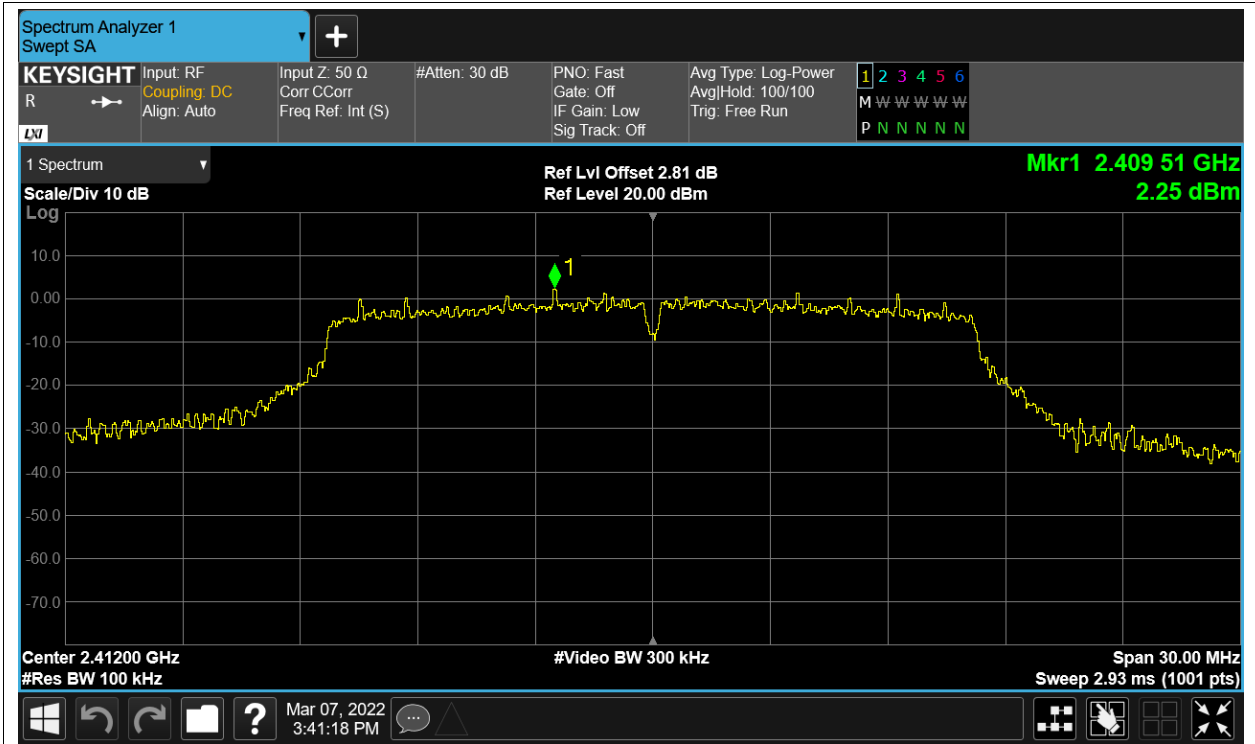 Spectrum Analyzer 1
Swept SA
KEYSIGHT
R
LXI
Input: RF
Coupling: DC
Align: Auto
Input Z: 50 Ω
Corr CCorr
Freq Ref: Int (S)
#Atten: 30 dB
PNO: Fast
Gate: Off
IF Gain: Low
Sig Track: Off
Avg Type: Log-Power
Avg|Hold: 100/100
Trig: Free Run
1 2 3 4 5 6
M W W W W W
P N N N N N
1 Spectrum
Scale/Div 10 dB
Log
Ref Lvl Offset 2.81 dB
Ref Level 20.00 dBm
Mkr1 2.409 51 GHz
2.25 dBm
10.0
1
0.00
-10.0
-20.0
-30.0
-40.0
-50.0
-60.0
-70.0
Center 2.41200 GHz
#Video BW 300 kHz
Span 30.00 MHz
#Res BW 100 kHz
Sweep 2.93 ms (1001 pts)
?
Mar 07, 2022
3:41:18 PM